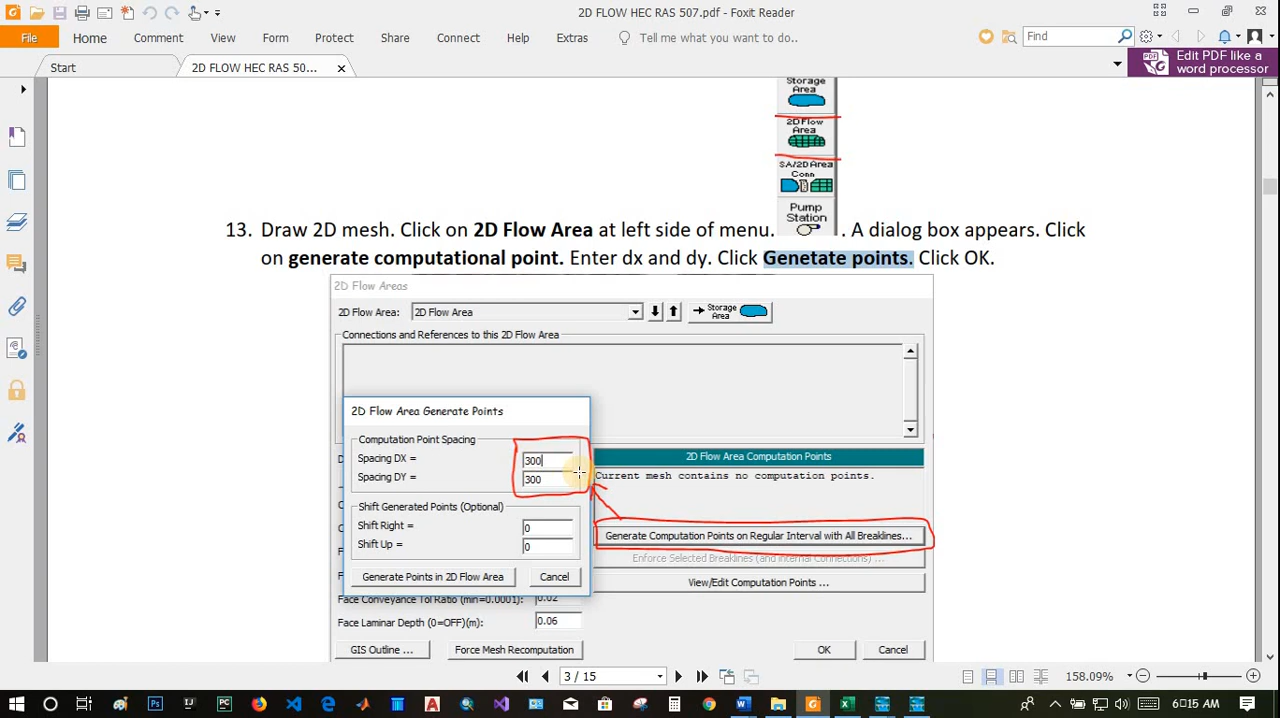 2D FLOW HEC RAS 507.pdf - Foxit Reader
File
Home
Comment
View
Form
Protect
Share
Connect
Help
Extras
Tell me what you want to do..
Find
Start
2D FLOW HEC RAS 50...
Edit PDF like a
word processor
Storage
Area
2D Flow
Area
SA/2D Area
Conn
Pump
Station
13. Draw 2D mesh. Click on 2D Flow Area at left side of menu. . A dialog box appears. Click
on generate computational point. Enter dx and dy. Click Genetate points. Click OK.
2D Flow Areas
2D Flow Area: 2D Flow Area
Storage
Area
Connections and References to this 2D Flow Area
2D Flow Area Generate Points
Computation Point Spacing
Spacing DX = 300
Spacing DY = 300
Shift Generated Points (Optional)
Shift Right = 0
Shift Up = 0
Generate Points in 2D Flow Area
Cancel
2D Flow Area Computation Points
Current mesh contains no computation points.
Generate Computation Points on Regular Interval with All Breaklines...
Enforce Selected Breaklines (and internal Connections) ...
View/Edit Computation Points ...
Face Conveyance Tol Ratio (min=0.0001): 0.02
Face Laminar Depth (0=OFF)(m): 0.06
GIS Outline ...
Force Mesh Recomputation
OK
Cancel
3 / 15
158.09%
6:15 AM